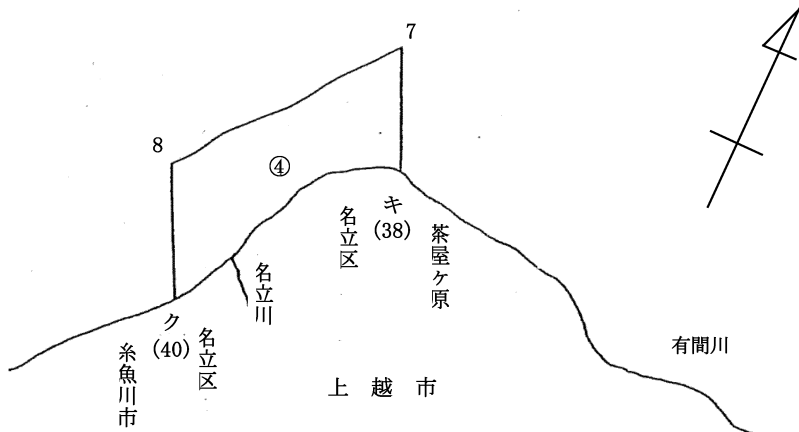 7
8
④
キ
(38)
名立区
茶屋ヶ原
名立川
ク
(40)
名立区
糸魚川市
有間川
上越市